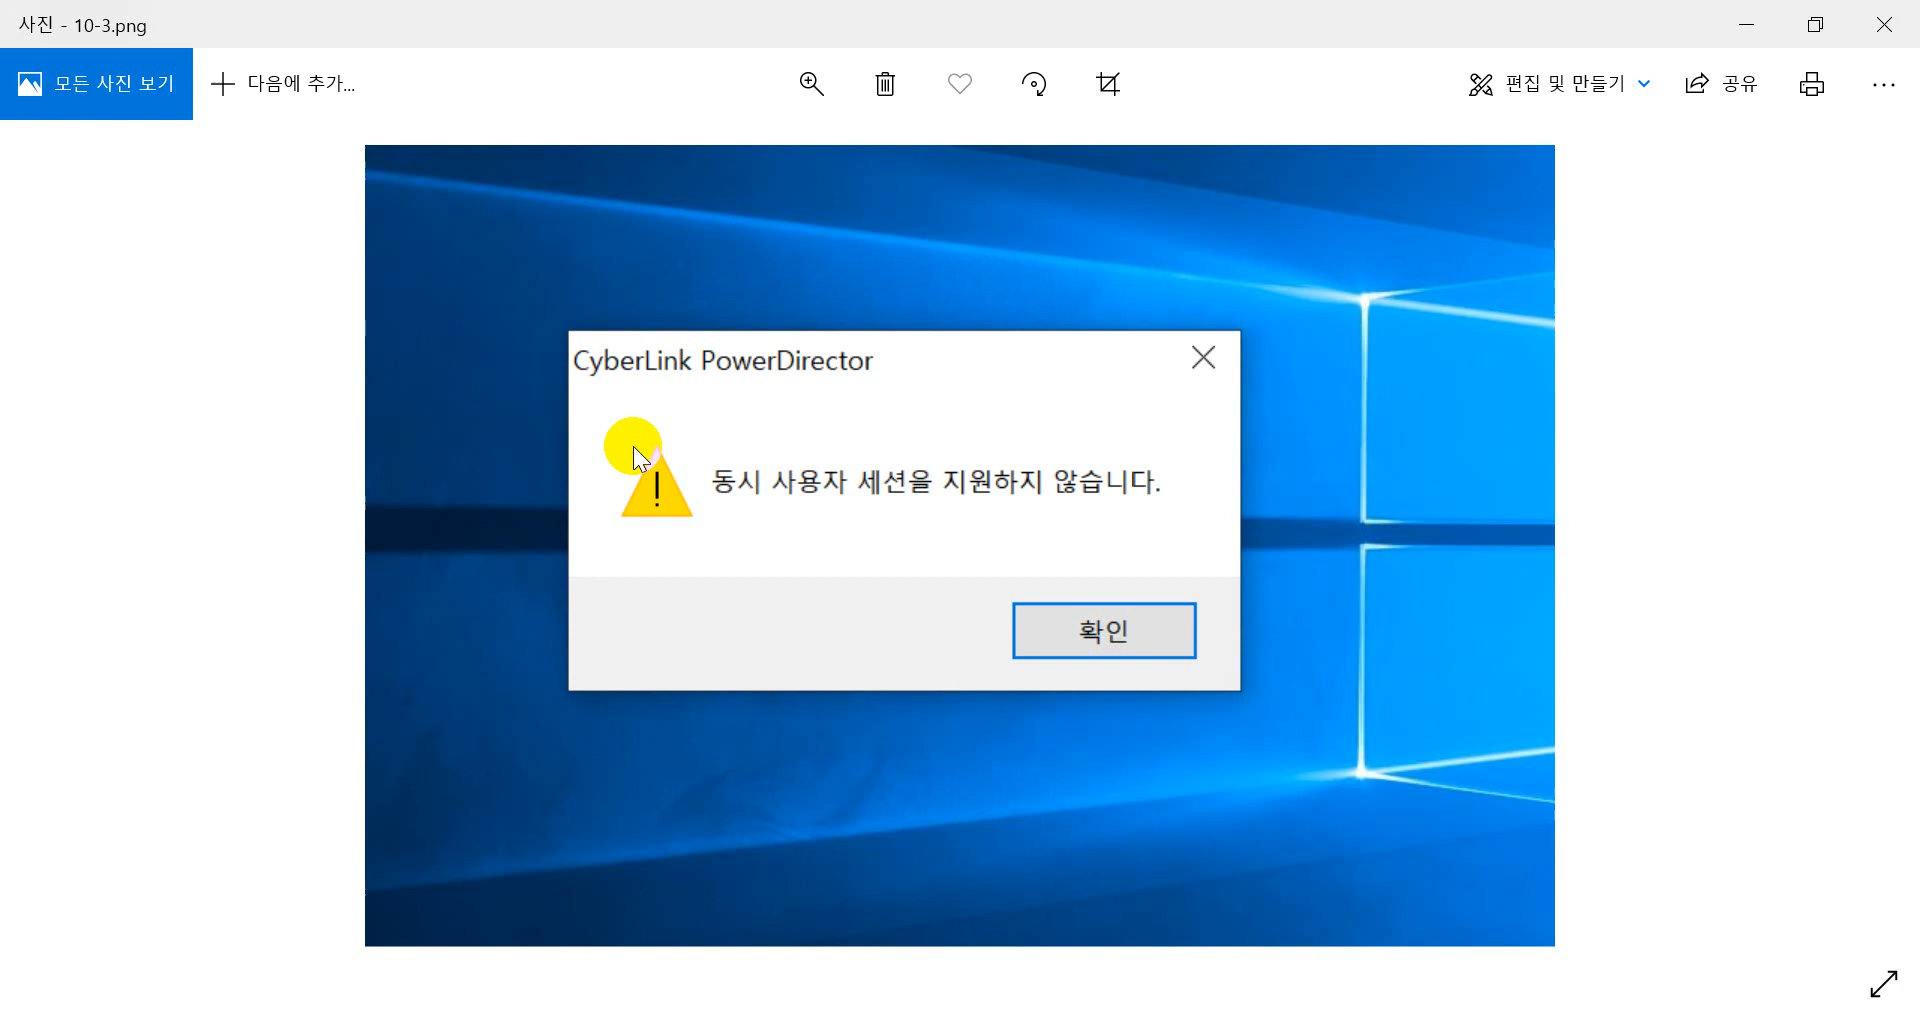 사진 - 10-3.png
모든 사진 보기
다음에 추가...
편집 및 만들기
공유
CyberLink PowerDirector
동시 사용자 세션을 지원하지 않습니다.
확인